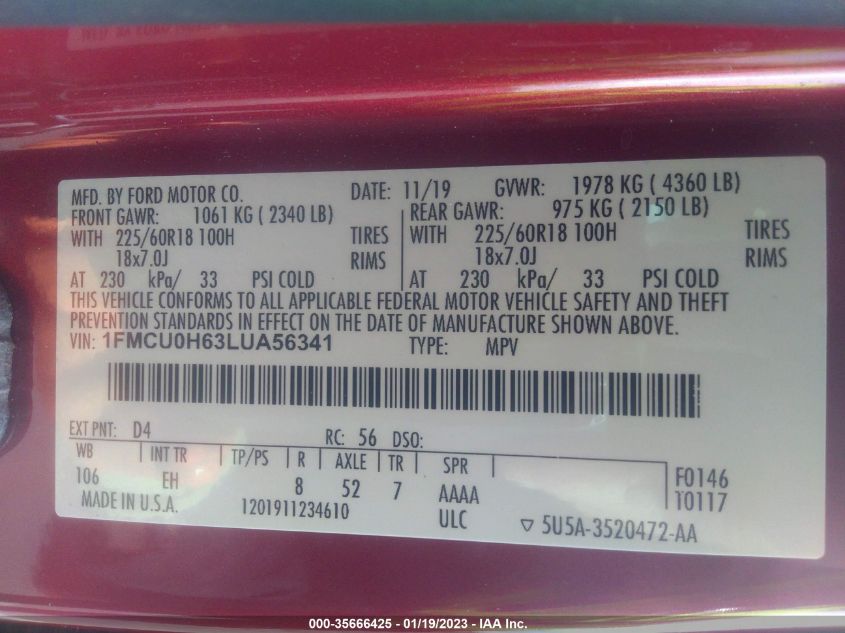 MFD. BY FORD MOTOR CO. DATE: 11/19 GVWR: 1978 KG ( 4360 LB)
FRONT GAWR: 1061 KG ( 2340 LB) REAR GAWR: 975 KG ( 2150 LB)
WITH 225/60R18 100H TIRES WITH 225/60R18 100H TIRES
18x7.0J RIMS 18x7.0J RIMS
AT 230 kPa/ 33 PSI COLD AT 230 kPa/ 33 PSI COLD
THIS VEHICLE CONFORMS TO ALL APPLICABLE FEDERAL MOTOR VEHICLE SAFETY AND THEFT
PREVENTION STANDARDS IN EFFECT ON THE DATE OF MANUFACTURE SHOWN ABOVE.
VIN: 1FMCU0H63LUA56341 TYPE: MPV
EXT PNT: D4 RC: 56 DSO:
WB INT TR TP/PS R AXLE TR SPR
106 EH 8 52 7 AAAA F0146
MADE IN U.S.A. 1201911234610 ULC T0117
▽ 5U5A-3520472-AA
000-35666425 - 01/19/2023 - IAA Inc.